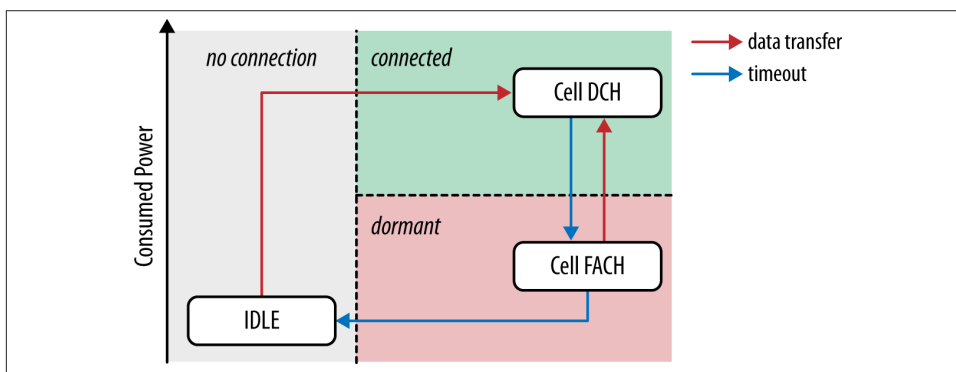 no connection
connected
data transfer
timeout
Cell DCH
Consumed Power
dormant
Cell FACH
IDLE